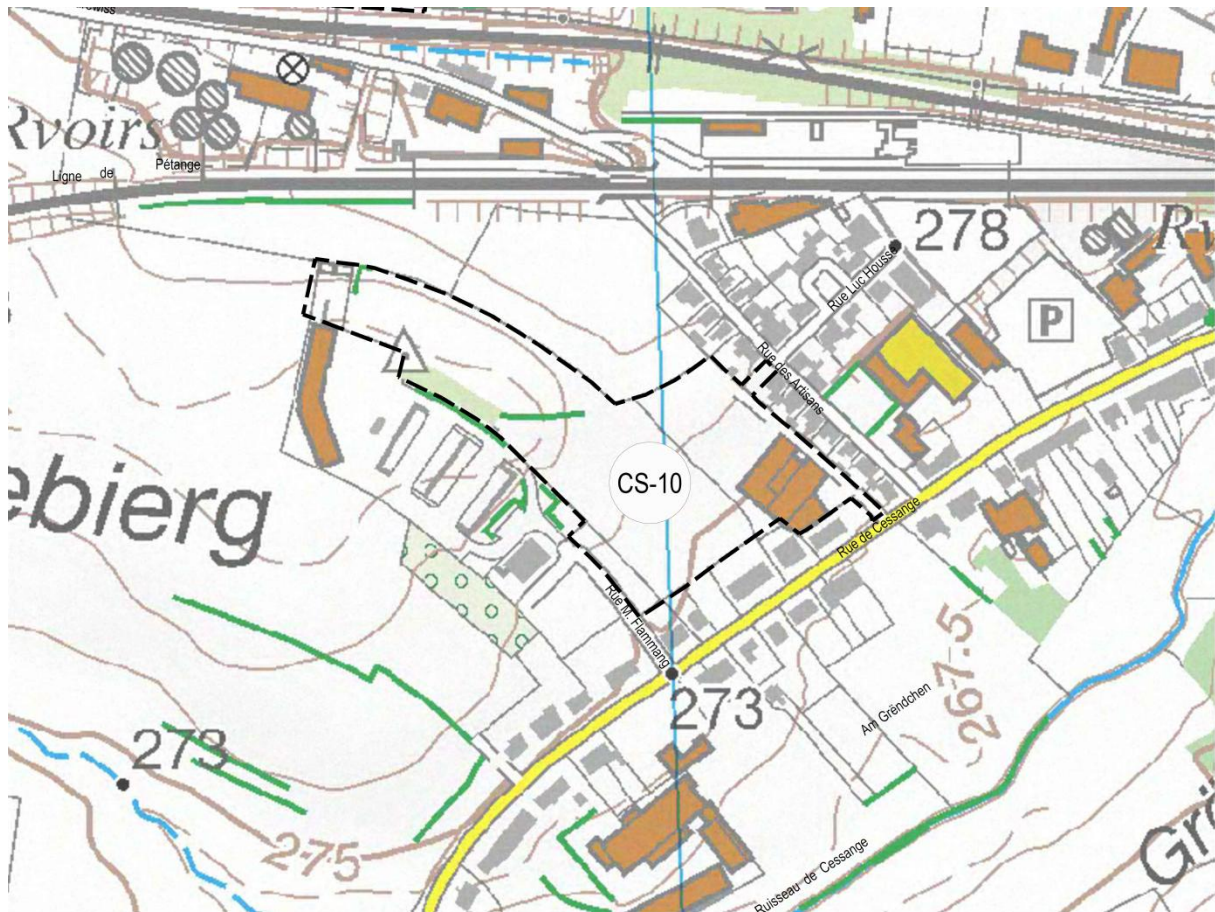 Rvoirs
Ligne de Pétange
278
Rue Luc Housse
P
Rue des Artisans
CS-10
ebierg
Rue de Cessange
Rue M. Flammang
267.5
273
Am Grëndchen
273
275
Ruisseau de Cessange